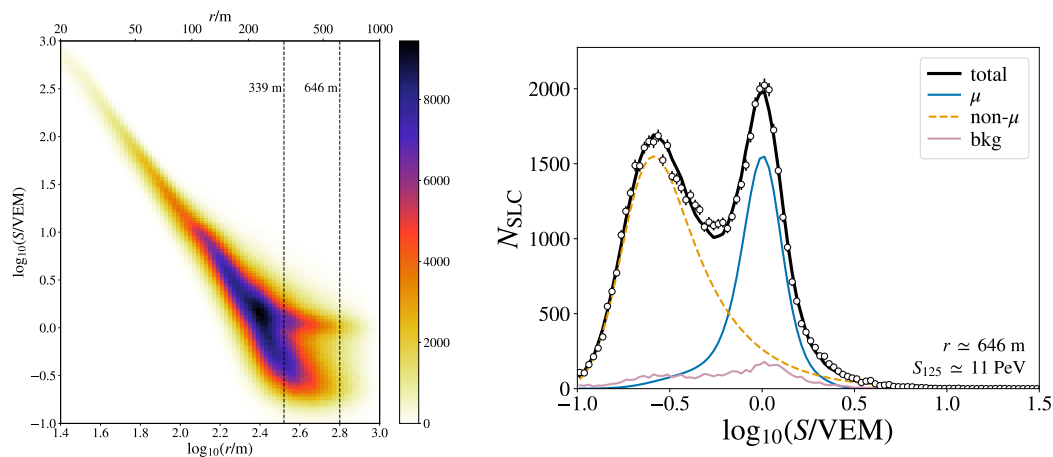 r/m
20 50 100 200 500 1000
3.0
2.5
2.0
1.5
1.0
0.5
0.0
−0.5
−1.0
log10(S/VEM)
339 m 646 m
1.4 1.6 1.8 2.0 2.2 2.4 2.6 2.8 3.0
log10(r/m)
8000
6000
4000
2000
0
2000
1500
1000
500
0
NSLC
total
μ
non-μ
bkg
r ≃ 646 m
S125 ≃ 11 PeV
−1.0 −0.5 0.0 0.5 1.0 1.5
log10(S/VEM)